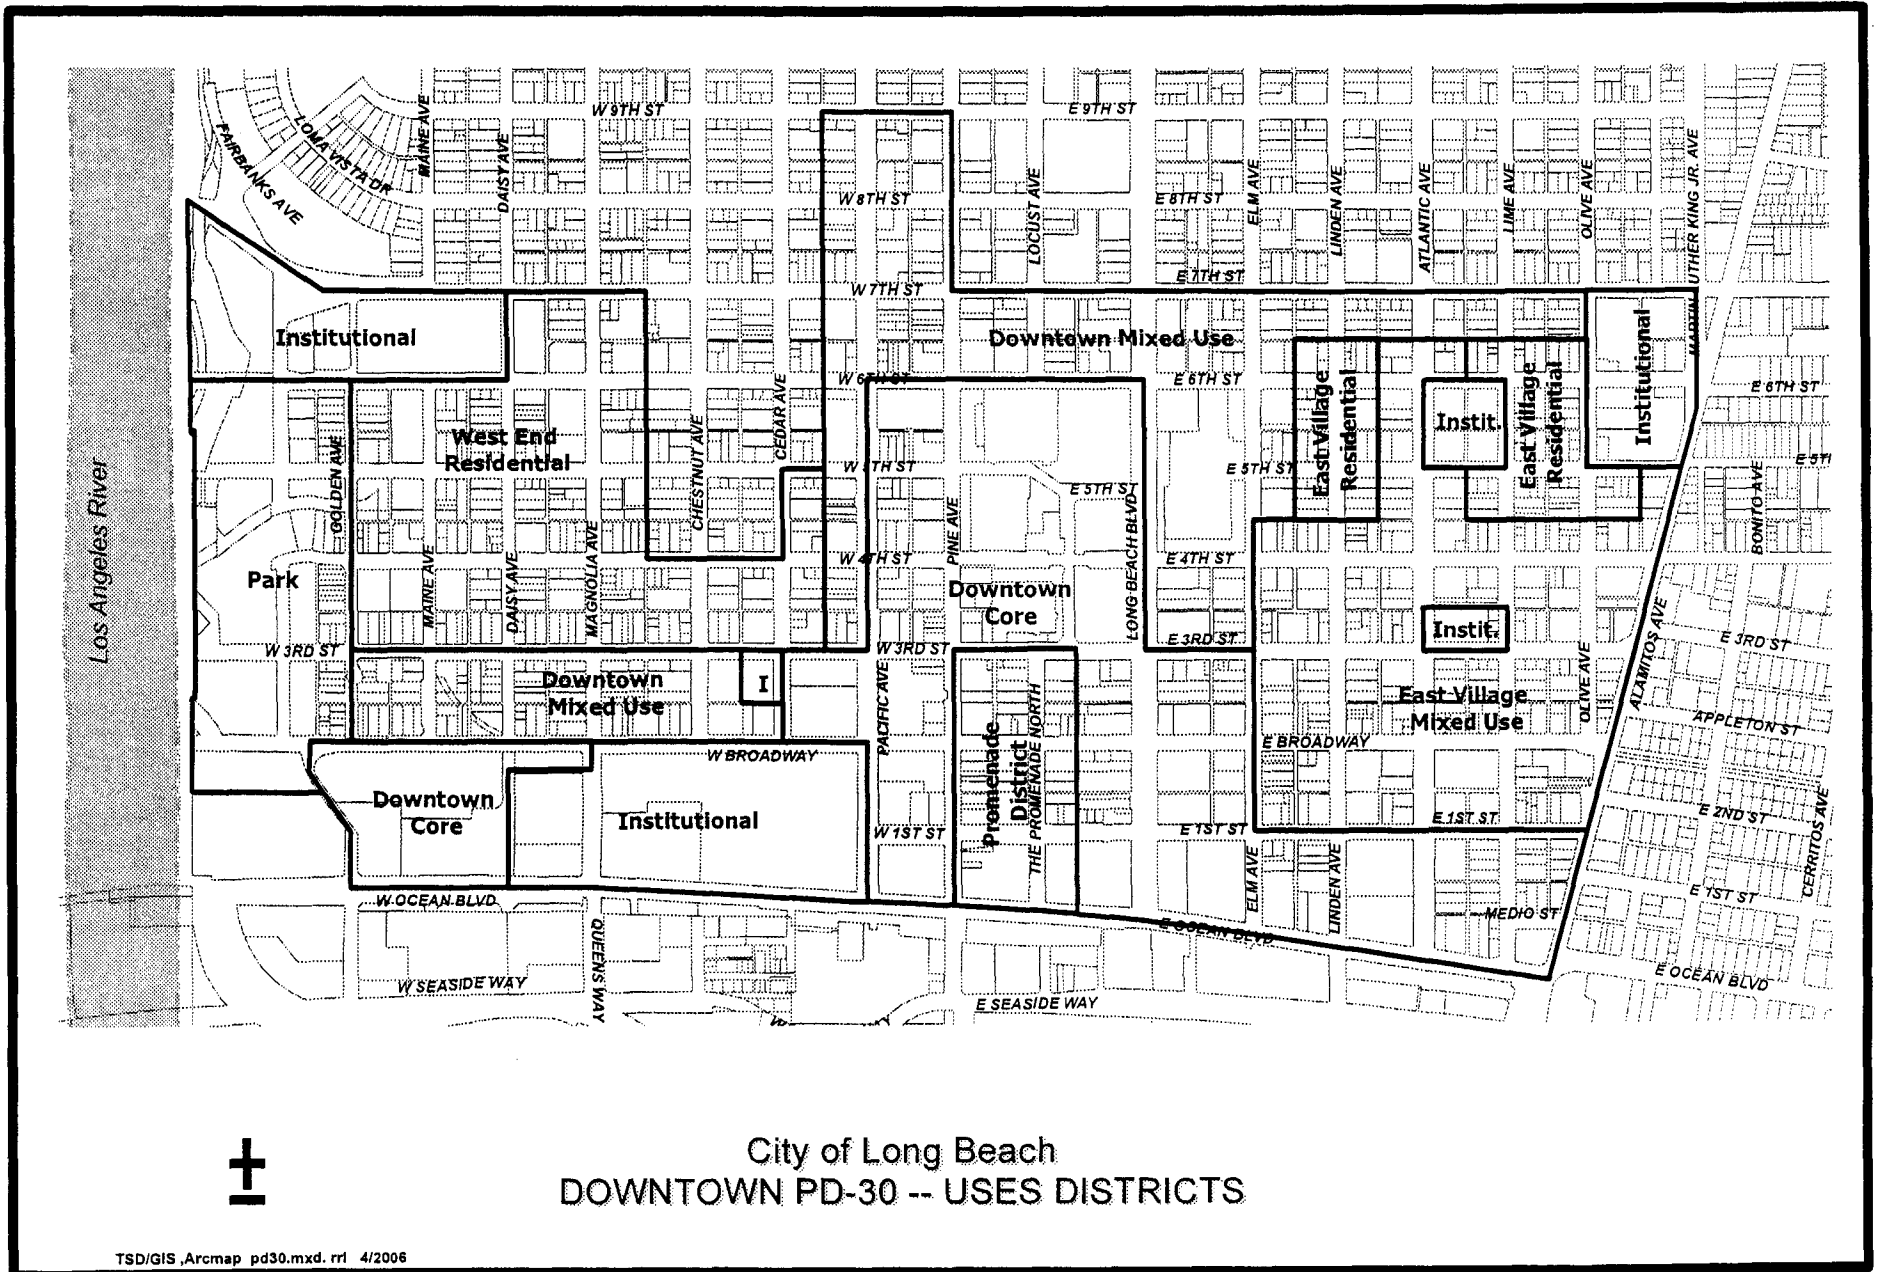 W 9TH ST
E 9TH ST
MAINE AVE
DAISY AVE
LOMA VISTA DR
FAIRBANKS AVE
W 8TH ST
E 8TH ST
LOCUST AVE
ELM AVE
LINDEN AVE
ATLANTIC AVE
LIME AVE
OLIVE AVE
MARTIN LUTHER KING JR. AVE
W 7TH ST
E 7TH ST
Institutional
Downtown Mixed Use
Institutional
W 6TH ST
E 6TH ST
E 6TH ST
CEDAR AVE
CHESTNUT AVE
East Village
Residential
Instit.
East Village
Residential
West End
Residential
GOLDEN AVE
Los Angeles River
W 5TH ST
E 5TH ST
E 5TH ST
PINE AVE
LONG BEACH BLVD
BONITO AVE
MAINE AVE
DAISY AVE
MAGNOLIA AVE
W 4TH ST
E 4TH ST
Park
Downtown
Core
W 3RD ST
W 3RD ST
E 3RD ST
E 3RD ST
Instit.
ALAMITOS AVE
Downtown
Mixed Use
I
PACIFIC AVE
Promenade
District
THE PROMENADE NORTH
East Village
Mixed Use
OLIVE AVE
APPLETON ST
W BROADWAY
E BROADWAY
Downtown
Core
Institutional
W 1ST ST
E 1ST ST
E 1ST ST
E 2ND ST
CERRITOS AVE
E 1ST ST
ELM AVE
LINDEN AVE
MEDIO ST
W OCEAN BLVD
E OCEAN BLVD
E OCEAN BLVD
QUEENS WAY
W SEASIDE WAY
E SEASIDE WAY
City of Long Beach
DOWNTOWN PD-30 -- USES DISTRICTS
TSD/GIS ,Arcmap pd30.mxd. rrl 4/2006